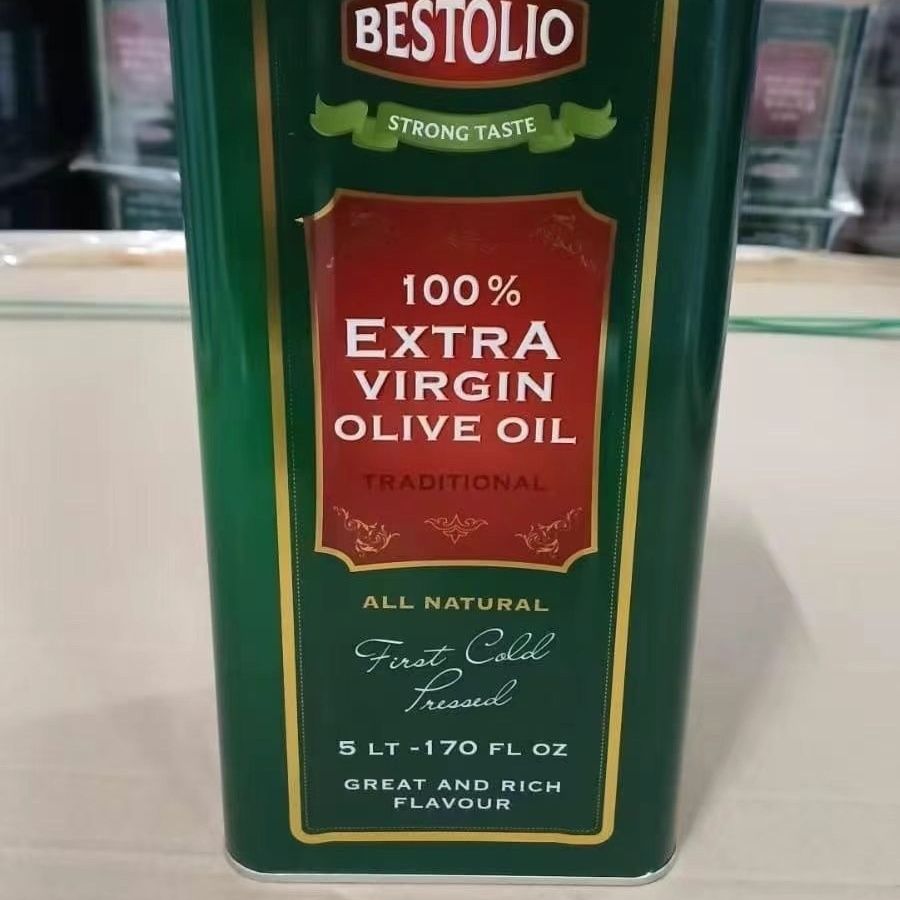 BESTOLIO
STRONG TASTE
100%
EXTRA
VIRGIN
OLIVE OIL
TRADITIONAL
ALL NATURAL
First Cold
Pressed
5 LT - 170 FL OZ
GREAT AND RICH
FLAVOUR